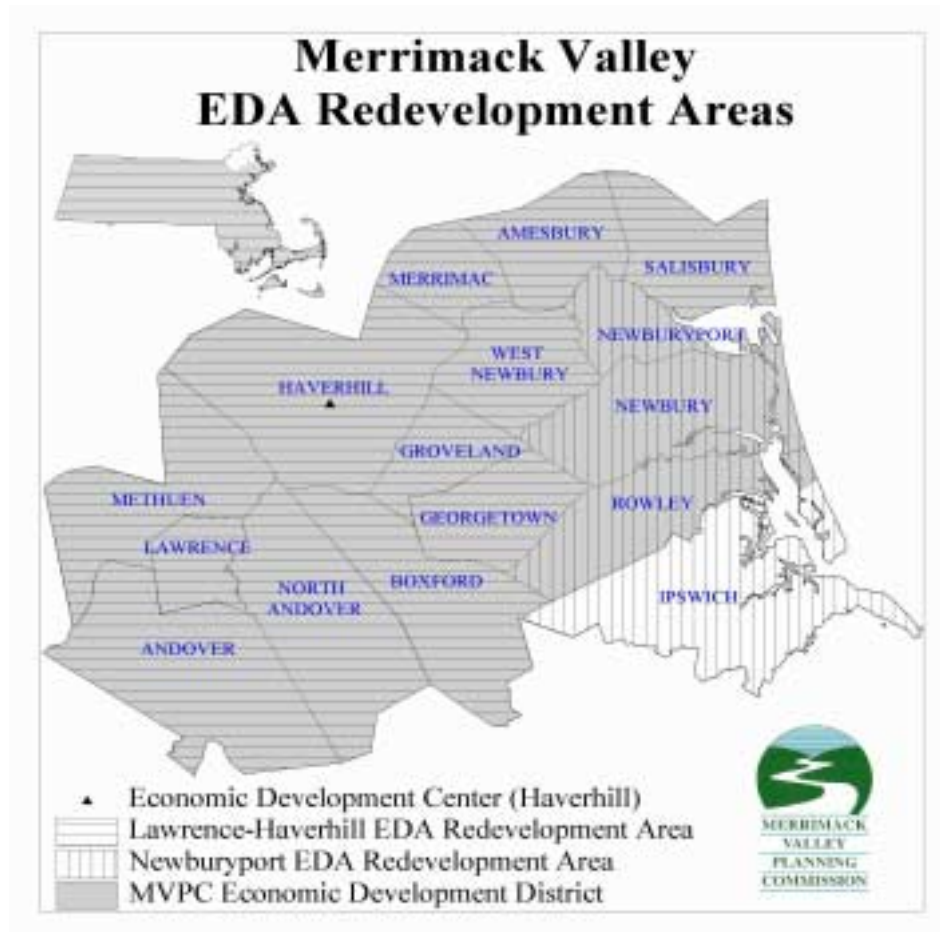 Merrimack Valley
EDA Redevelopment Areas
AMESBURY
SALISBURY
MERRIMAC
NEWBURYPORT
WEST
NEWBURY
HAVERHILL
NEWBURY
GROVELAND
METHUEN
ROWLEY
GEORGETOWN
LAWRENCE
BOXFORD
NORTH
ANDOVER
IPSWICH
ANDOVER
Economic Development Center (Haverhill)
Lawrence-Haverhill EDA Redevelopment Area
Newburyport EDA Redevelopment Area
MVPC Economic Development District
MERRIMACK
VALLEY
PLANNING
COMMISSION